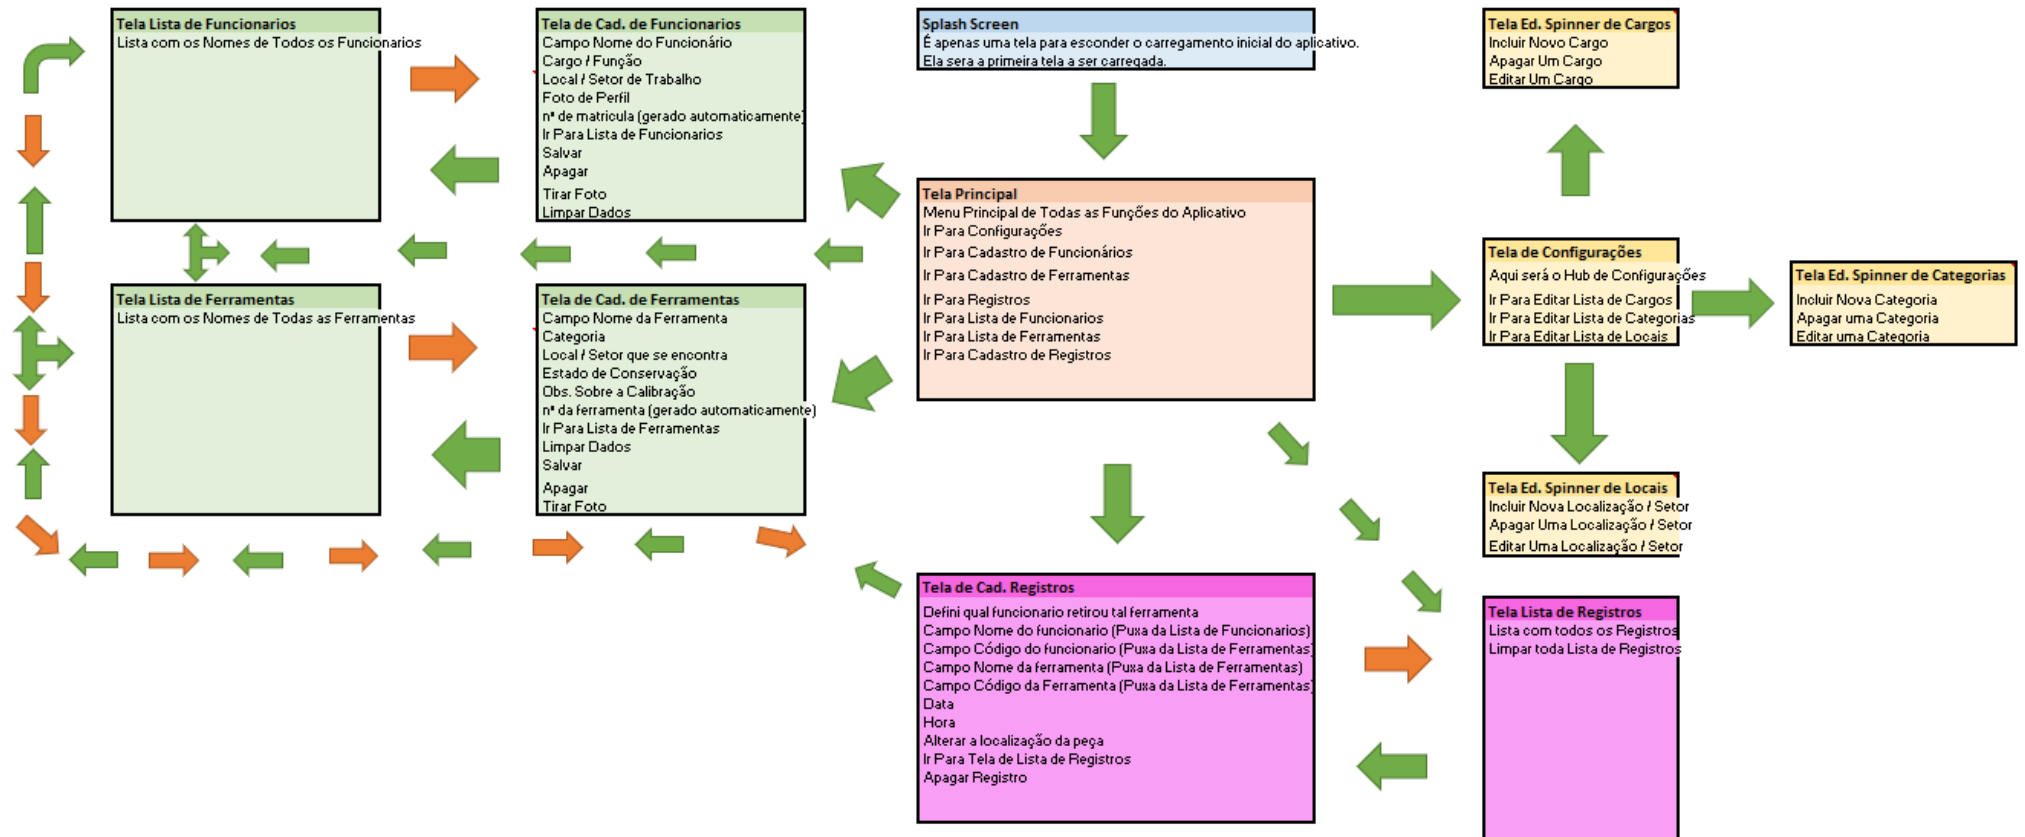 Tela Lista de Funcionarios
Lista com os Nomes de Todos os Funcionarios
Tela de Cad. de Funcionarios
Campo Nome do Funcionário
Cargo / Função
Local / Setor de Trabalho
Foto de Perfil
nº de matricula (gerado automaticamente)
Ir Para Lista de Funcionarios
Salvar
Apagar
Tirar Foto
Limpar Dados
Splash Screen
É apenas uma tela para esconder o carregamento inicial do aplicativo.
Ela sera a primeira tela a ser carregada.
Tela Ed. Spinner de Cargos
Incluir Novo Cargo
Apagar Um Cargo
Editar Um Cargo
Tela Principal
Menu Principal de Todas as Funções do Aplicativo
Ir Para Configurações
Ir Para Cadastro de Funcionários
Ir Para Cadastro de Ferramentas
Ir Para Registros
Ir Para Lista de Funcionarios
Ir Para Lista de Ferramentas
Ir Para Cadastro de Registros
Tela de Configurações
Aqui será o Hub de Configurações
Ir Para Editar Lista de Cargos
Ir Para Editar Lista de Categorias
Ir Para Editar Lista de Locais
Tela Ed. Spinner de Categorias
Incluir Nova Categoria
Apagar uma Categoria
Editar uma Categoria
Tela Lista de Ferramentas
Lista com os Nomes de Todas as Ferramentas
Tela de Cad. de Ferramentas
Campo Nome da Ferramenta
Categoria
Local / Setor que se encontra
Estado de Conservação
Obs. Sobre a Calibração
nº da ferramenta (gerado automaticamente)
Ir Para Lista de Ferramentas
Limpar Dados
Salvar
Apagar
Tirar Foto
Tela Ed. Spinner de Locais
Incluir Nova Localização / Setor
Apagar Uma Localização / Setor
Editar Uma Localização / Setor
Tela de Cad. Registros
Defini qual funcionario retirou tal ferramenta
Campo Nome do funcionario (Puxa da Lista de Funcionarios)
Campo Código do funcionario (Puxa da Lista de Ferramentas)
Campo Nome da ferramenta (Puxa da Lista de Ferramentas)
Campo Código da Ferramenta (Puxa da Lista de Ferramentas)
Data
Hora
Alterar a localização da peça
Ir Para Tela de Lista de Registros
Apagar Registro
Tela Lista de Registros
Lista com todos os Registros
Limpar toda Lista de Registros